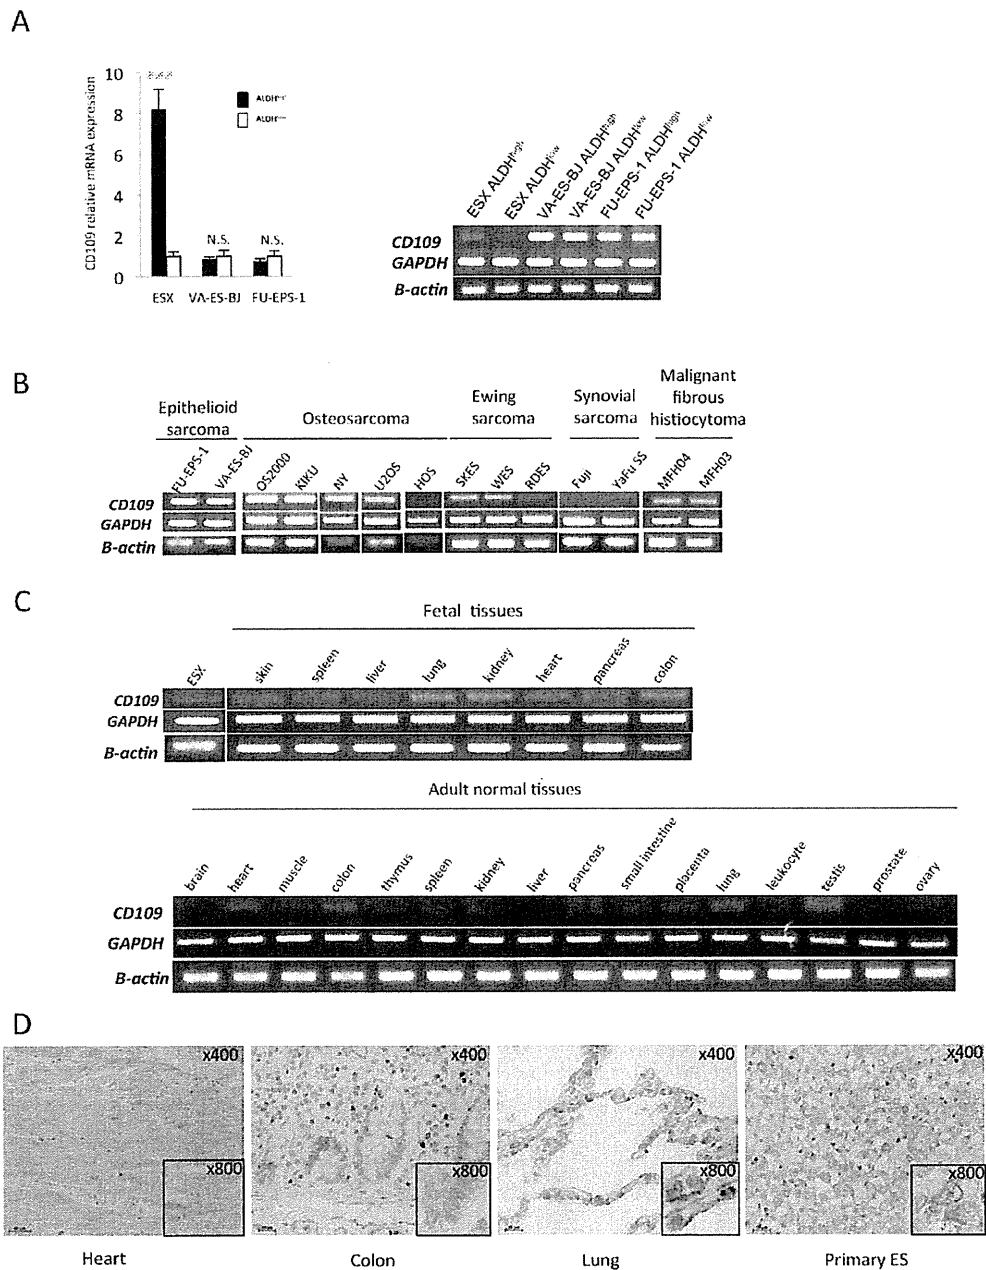 A
CD109 relative mRNA expression
10
8
6
4
2
0
ALDH
ALDH
N.S.
N.S.
ESX
VA-ES-BJ
FU-EPS-1
ESX ALDHhigh
ESX ALDHlow
VA-ES-BJ ALDHhigh
VA-ES-BJ ALDHlow
FU-EPS-1 ALDHhigh
FU-EPS-1 ALDHlow
CD109
GAPDH
B-actin
B
Epithelioid
sarcoma
Osteosarcoma
Ewing
sarcoma
Synovial
sarcoma
Malignant
fibrous
histiocytoma
FU-EPS-1
VA-ES-BJ
OS2000
KIKU
NY
U2OS
HOS
SKES
WES
RDES
Fuji
YaFu SS
MFH04
MFH03
CD109
GAPDH
B-actin
C
Fetal tissues
ESX
skin
spleen
liver
lung
kidney
heart
pancreas
colon
CD109
GAPDH
B-actin
Adult normal tissues
brain
heart
muscle
colon
thymus
spleen
kidney
liver
pancreas
small intestine
placenta
lung
leukocyte
testis
prostate
ovary
CD109
GAPDH
B-actin
D
x400
x800
x400
x800
x400
x800
x400
x800
Heart
Colon
Lung
Primary ES